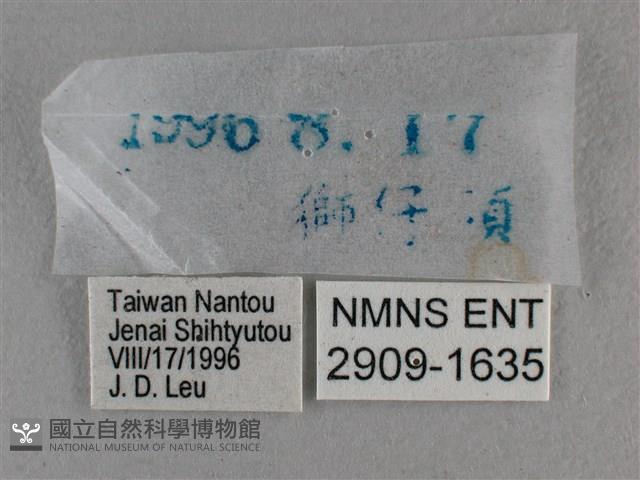 1996 8. 17
獅仔頭
Taiwan Nantou
Jenai Shihtyutou
VIII/17/1996
J. D. Leu
NMNS ENT
2909-1635
國立自然科學博物館
NATIONAL MUSEUM OF NATURAL SCIENCE